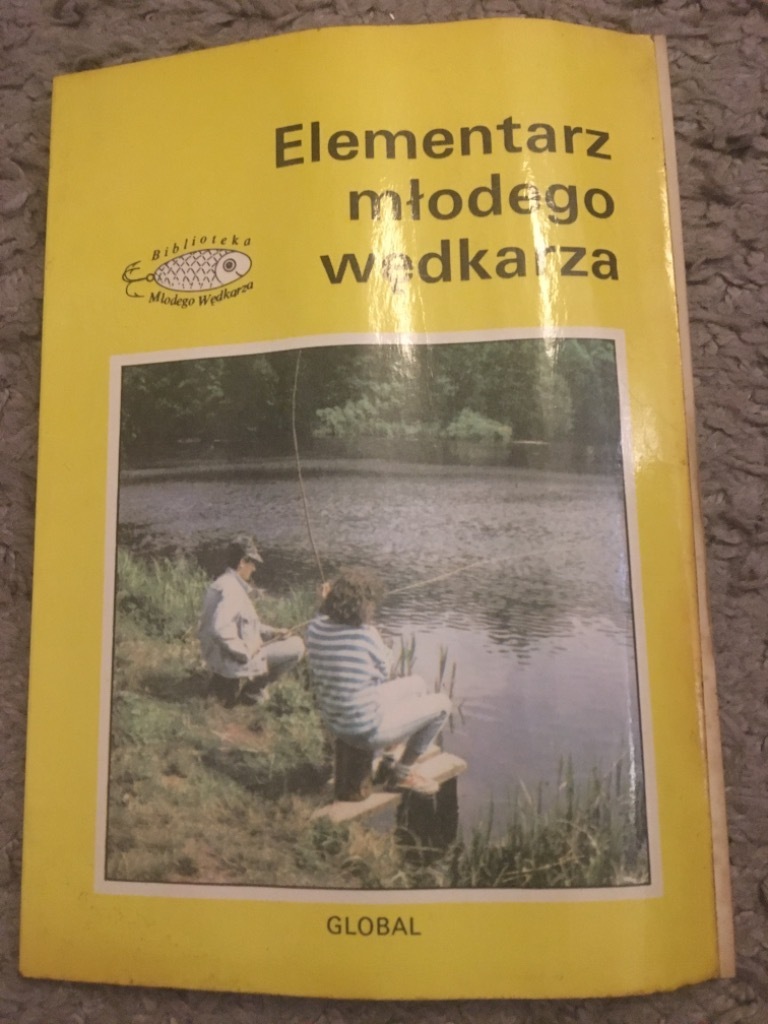 Elementarz
młodego
wędkarza
Biblioteka
Młodego Wędkarza
GLOBAL